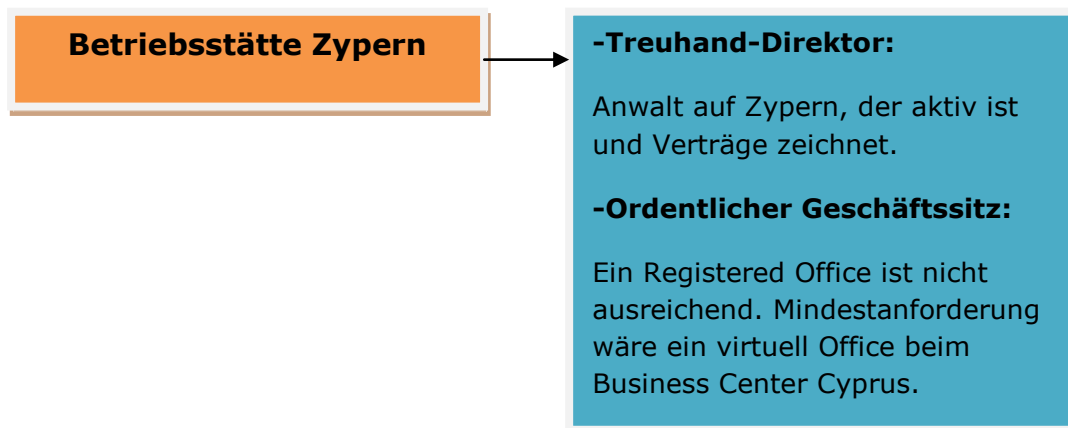 Betriebsstätte Zypern
-Treuhand-Direktor:
Anwalt auf Zypern, der aktiv ist
und Verträge zeichnet.
-Ordentlicher Geschäftssitz:
Ein Registered Office ist nicht
ausreichend. Mindestanforderung
wäre ein virtuell Office beim
Business Center Cyprus.